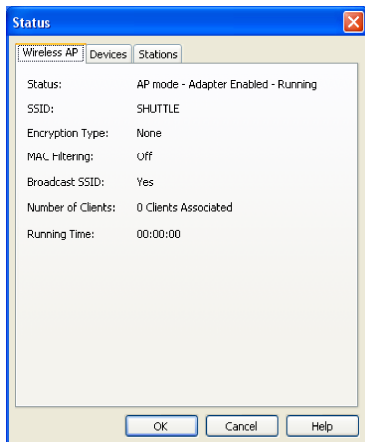 Status
Wireless AP Devices Stations
Status: AP mode - Adapter Enabled - Running
SSID: SHUTTLE
Encryption Type: None
MAC Filtering: Off
Broadcast SSID: Yes
Number of Clients: 0 Clients Associated
Running Time: 00:00:00
OK Cancel Help